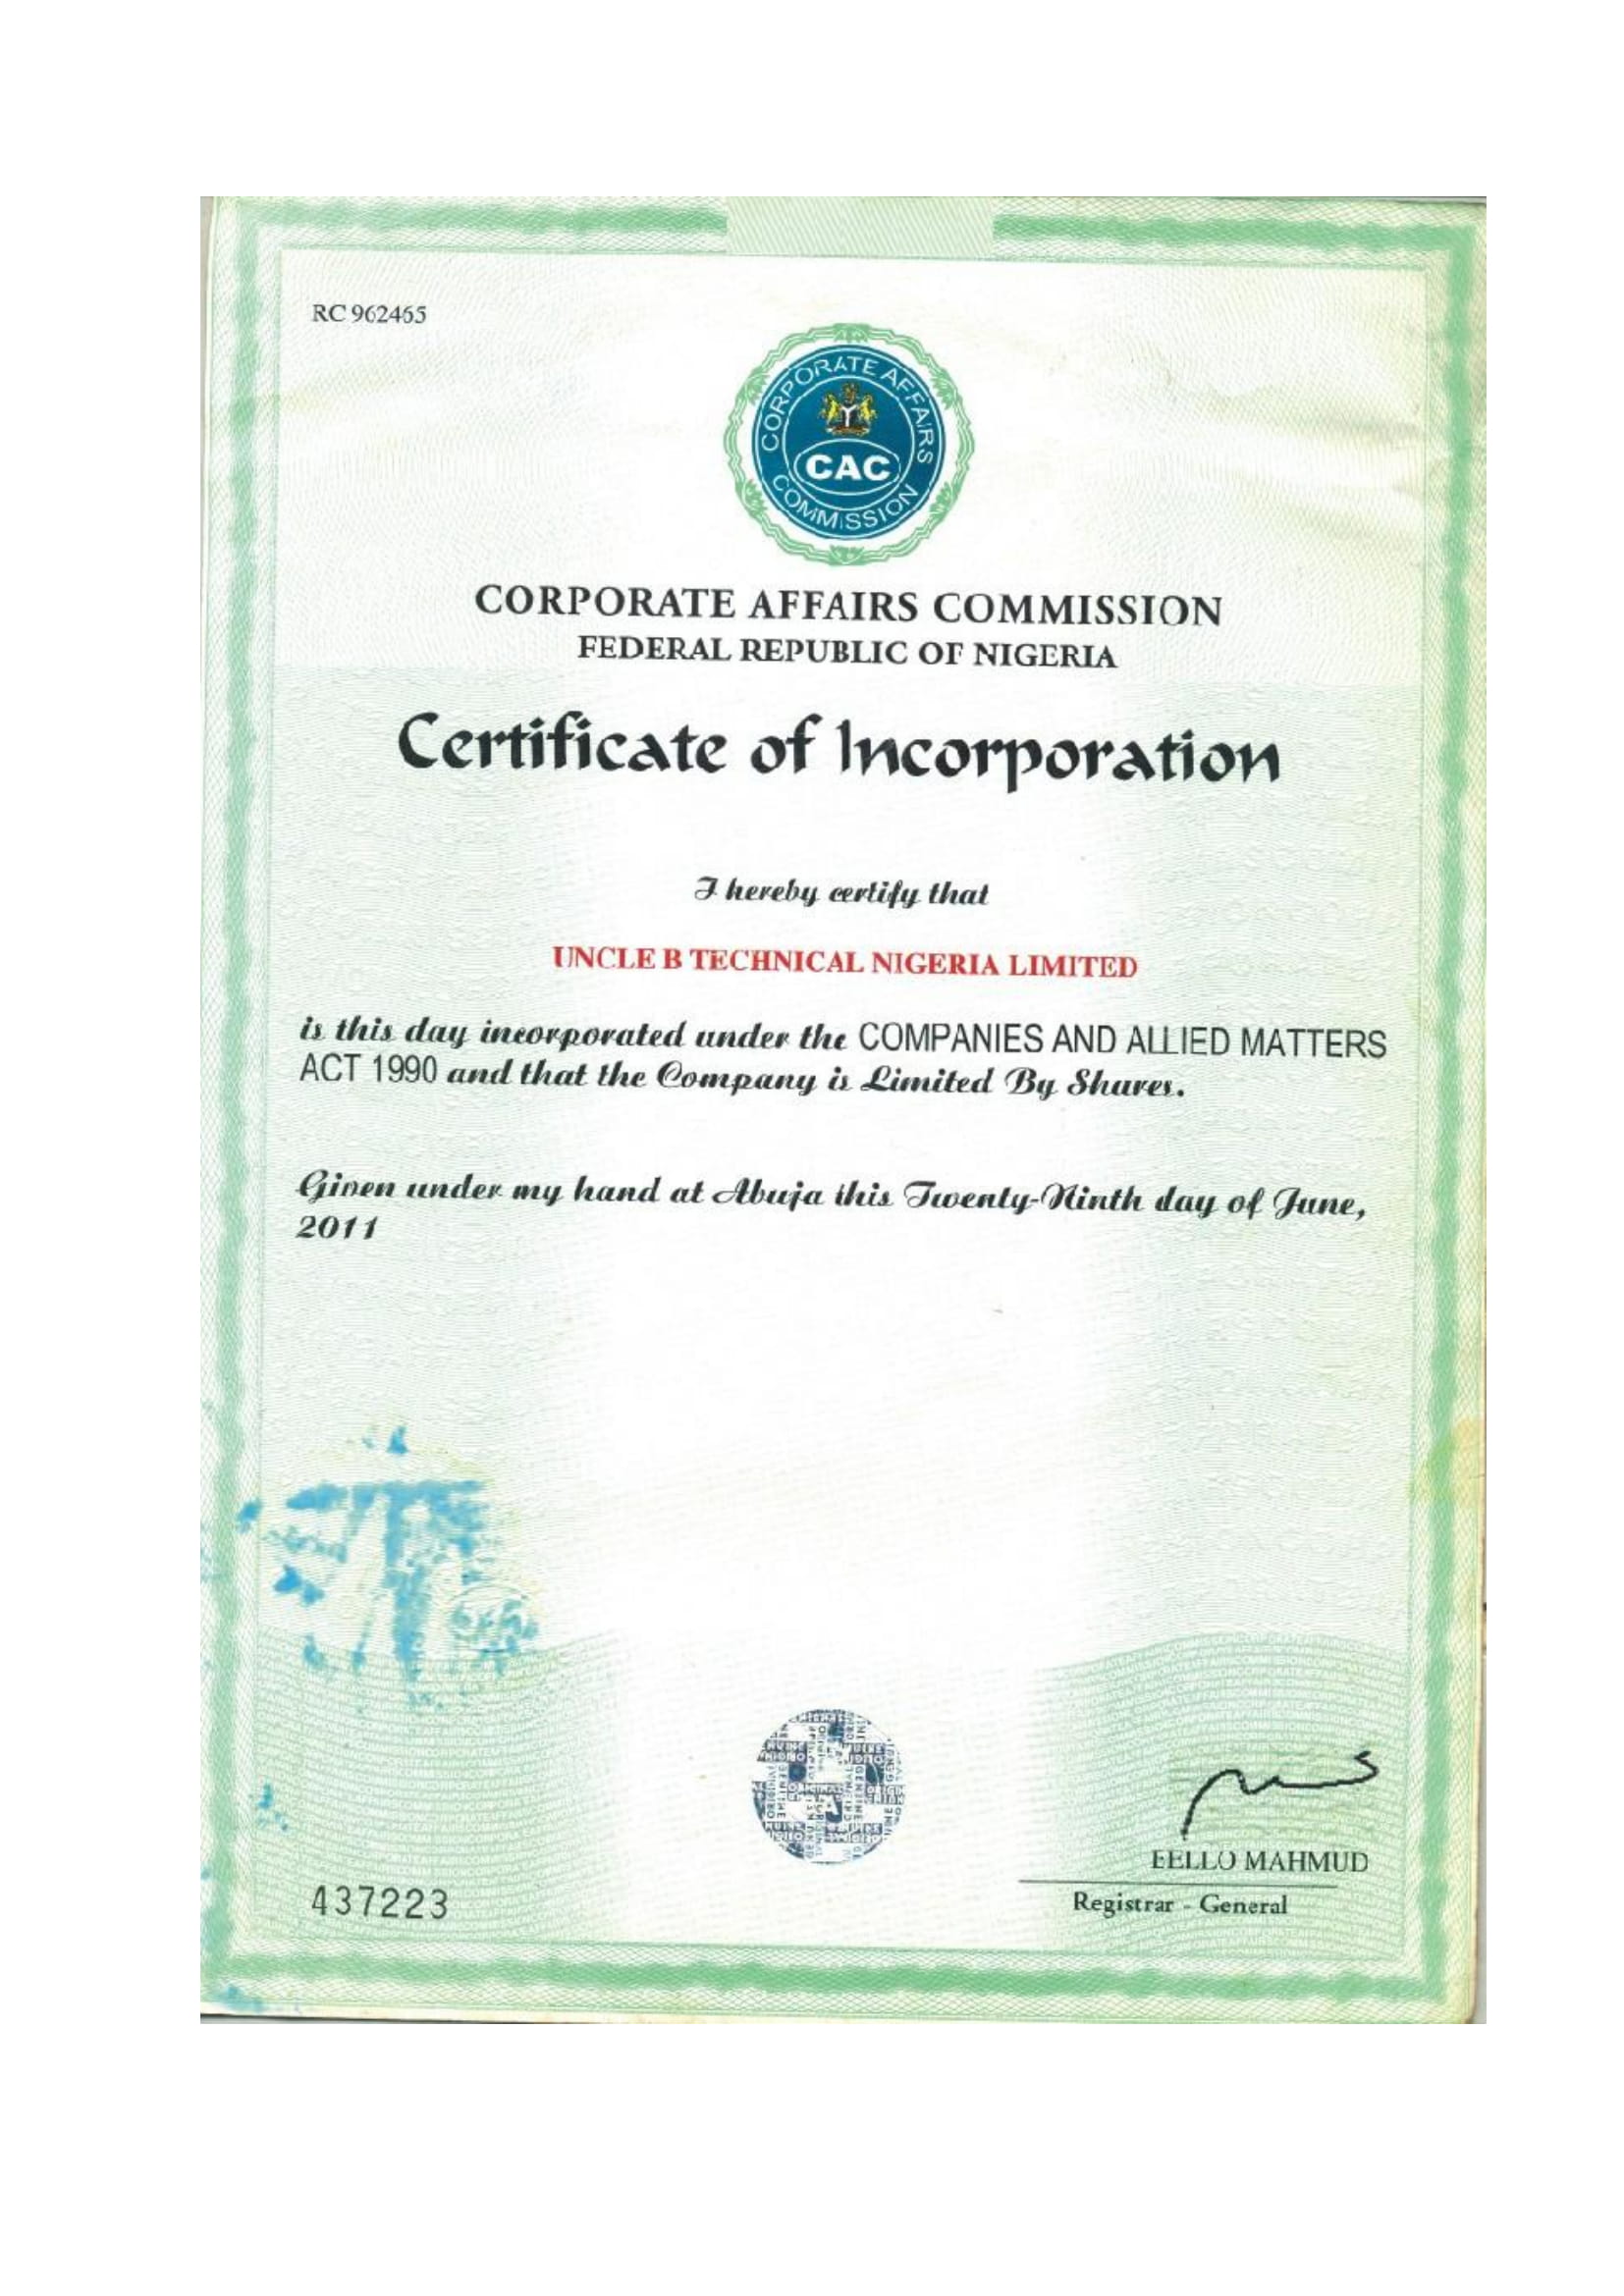 RC 962465
CORPORATE AFFAIRS COMMISSION
CAC
CORPORATE AFFAIRS COMMISSION
FEDERAL REPUBLIC OF NIGERIA
Certificate of Incorporation
I hereby certify that
UNCLE B TECHNICAL NIGERIA LIMITED
is this day incorporated under the COMPANIES AND ALLIED MATTERS
ACT 1990 and that the Company is Limited By Shares.
Given under my hand at Abuja this Twenty-Ninth day of June,
2011
BELLO MAHMUD
437223
Registrar - General